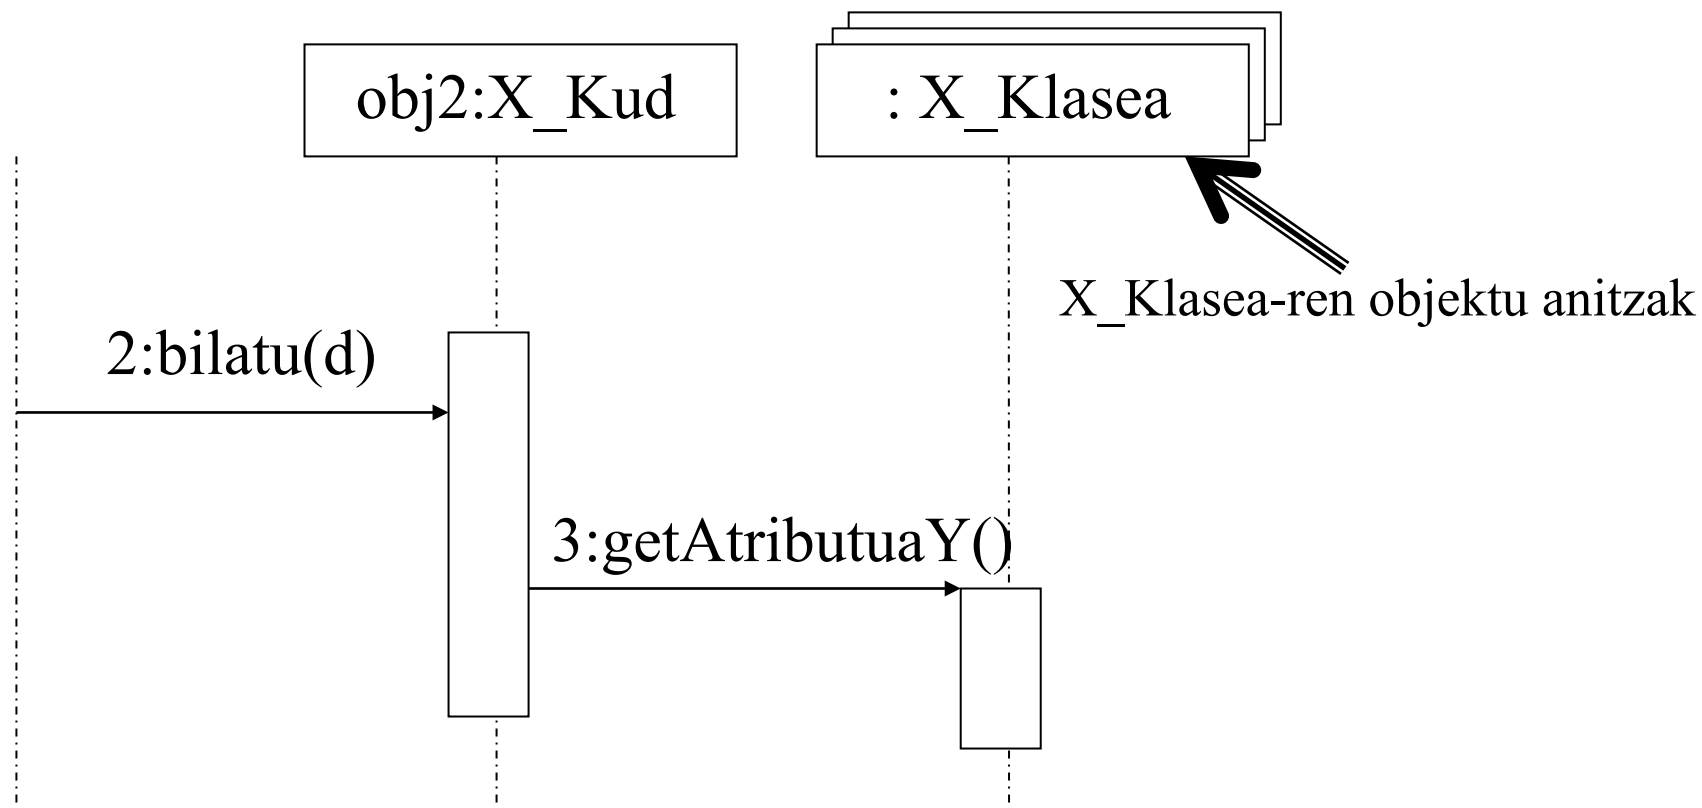 obj2:X_Kud
: X_Klasea
X_Klasea-ren objektu anitzak
2:bilatu(d)
3:getAtributuaY()